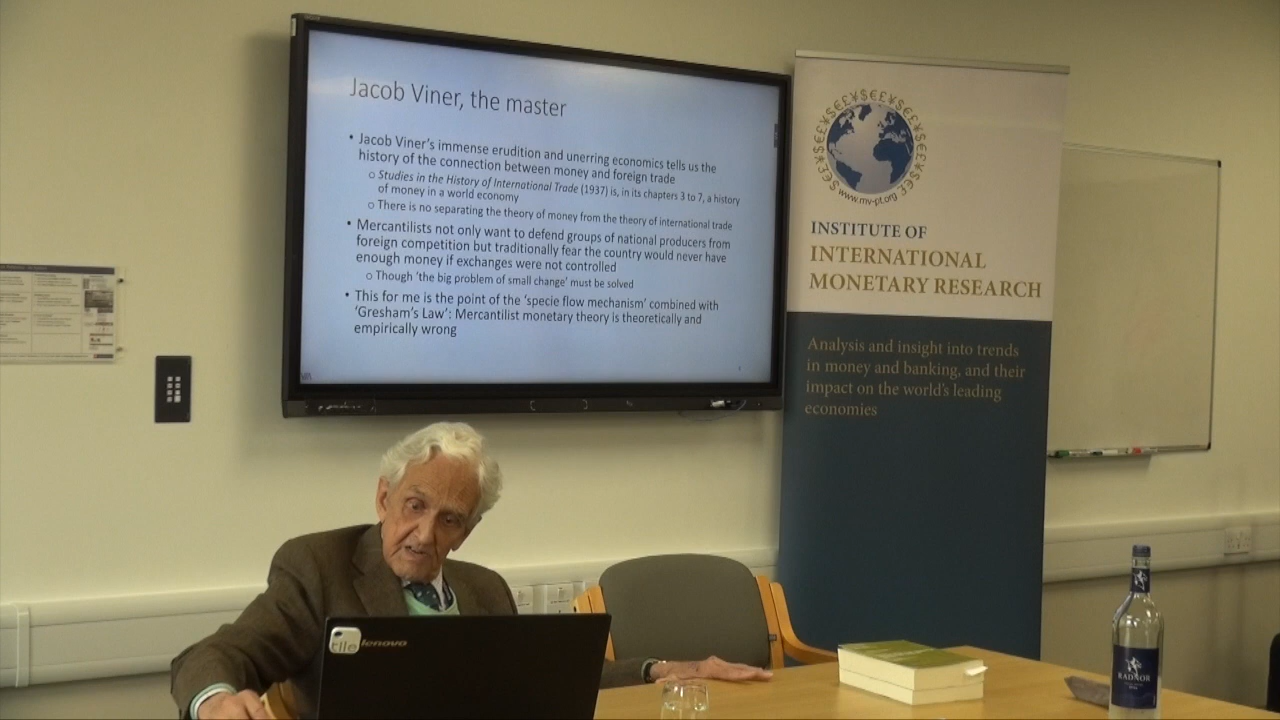 Jacob Viner, the master
• Jacob Viner's immense erudition and unerring economics tells us the
history of the connection between money and foreign trade
o Studies in the History of International Trade (1937) is, in its chapters 3 to 7, a history
of money in a world economy
o There is no separating the theory of money from the theory of international trade
• Mercantilists not only want to defend groups of national producers from
foreign competition but traditionally fear the country would never have
enough money if exchanges were not controlled
o Though 'the big problem of small change' must be solved
• This for me is the point of the 'specie flow mechanism' combined with
'Gresham's Law': Mercantilist monetary theory is theoretically and
empirically wrong
www.mv-pt.org
INSTITUTE OF
INTERNATIONAL
MONETARY RESEARCH
Analysis and insight into trends
in money and banking, and their
impact on the world's leading
economies
lenovo
RADNOR